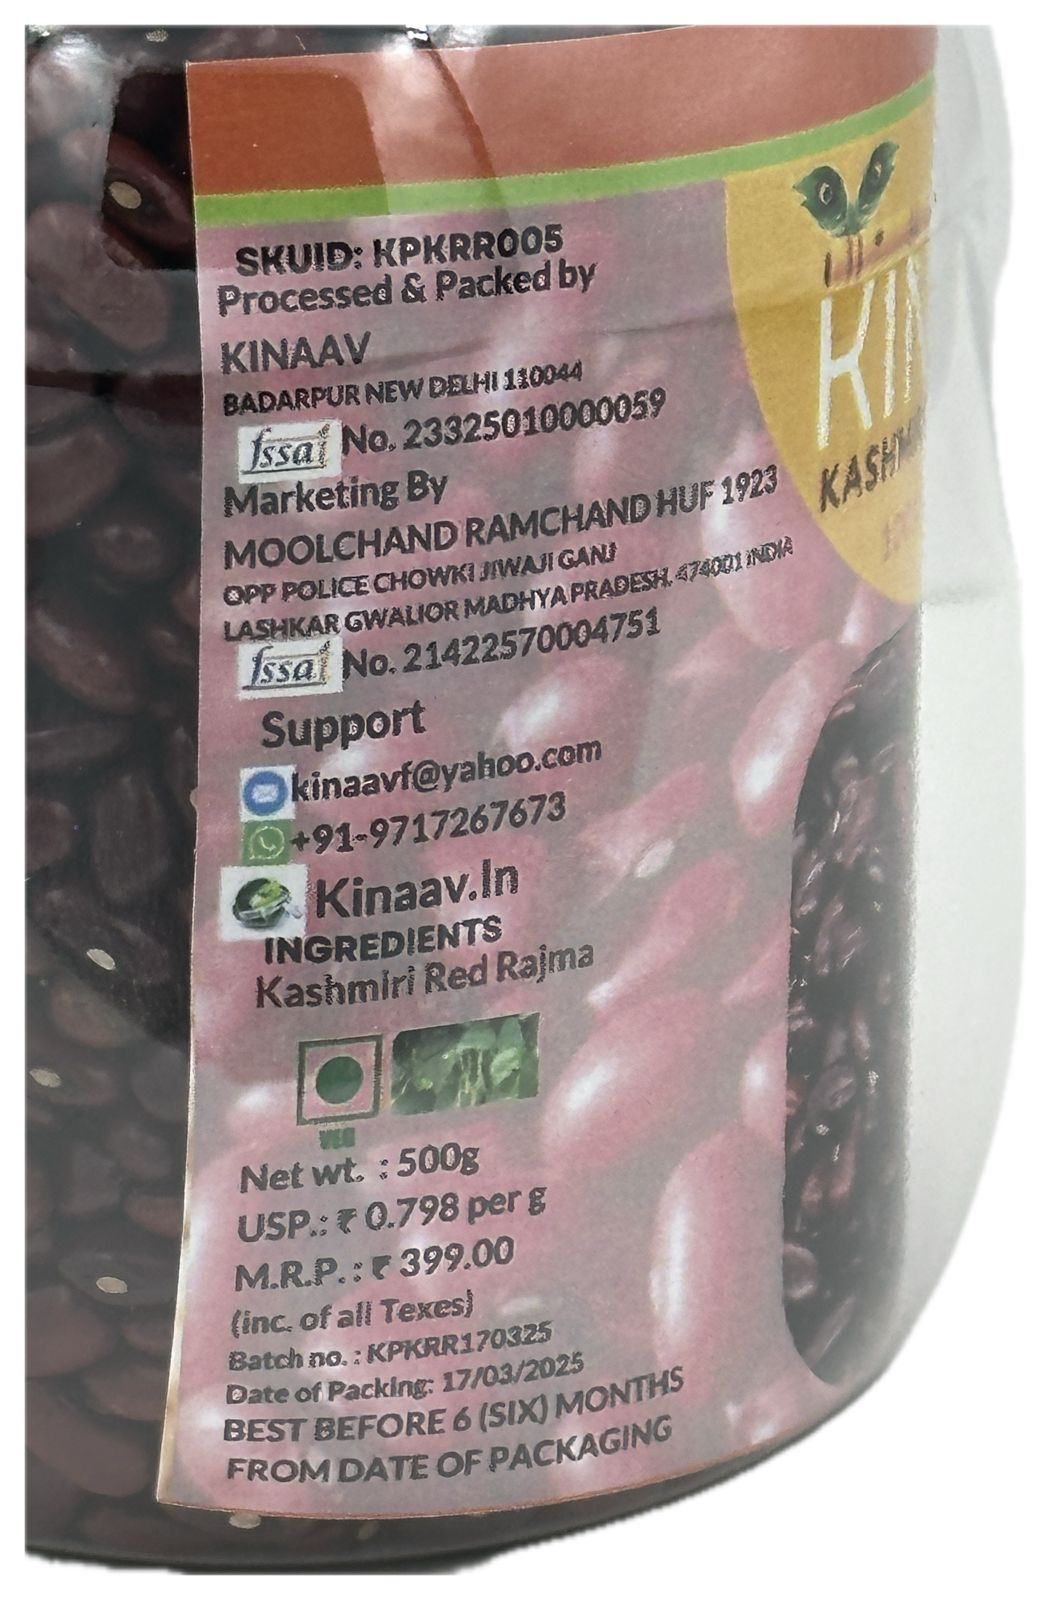 SKUID: KPKRR005
Processed & Packed by
KINAAV
BADARPUR NEW DELHI 110044
fssai No. 23325010000059
Marketing By
MOOLCHAND RAMCHAND HUF 1923
OPP POLICE CHOWKI JIWAJI GANJ
LASHKAR GWALIOR MADHYA PRADESH. 474001 INDIA
fssai No. 21422570004751
Support
kinaavf@yahoo.com
+91-9717267673
Kinaav.In
INGREDIENTS
Kashmiri Red Rajma
VEG
Net wt. : 500g
USP.: ₹ 0.798 per g
M.R.P. : ₹ 399.00
(inc. of all Texes)
Batch no. : KPKRR170325
Date of Packing: 17/03/2025
BEST BEFORE 6 (SIX) MONTHS
FROM DATE OF PACKAGING
KIN
KASHM